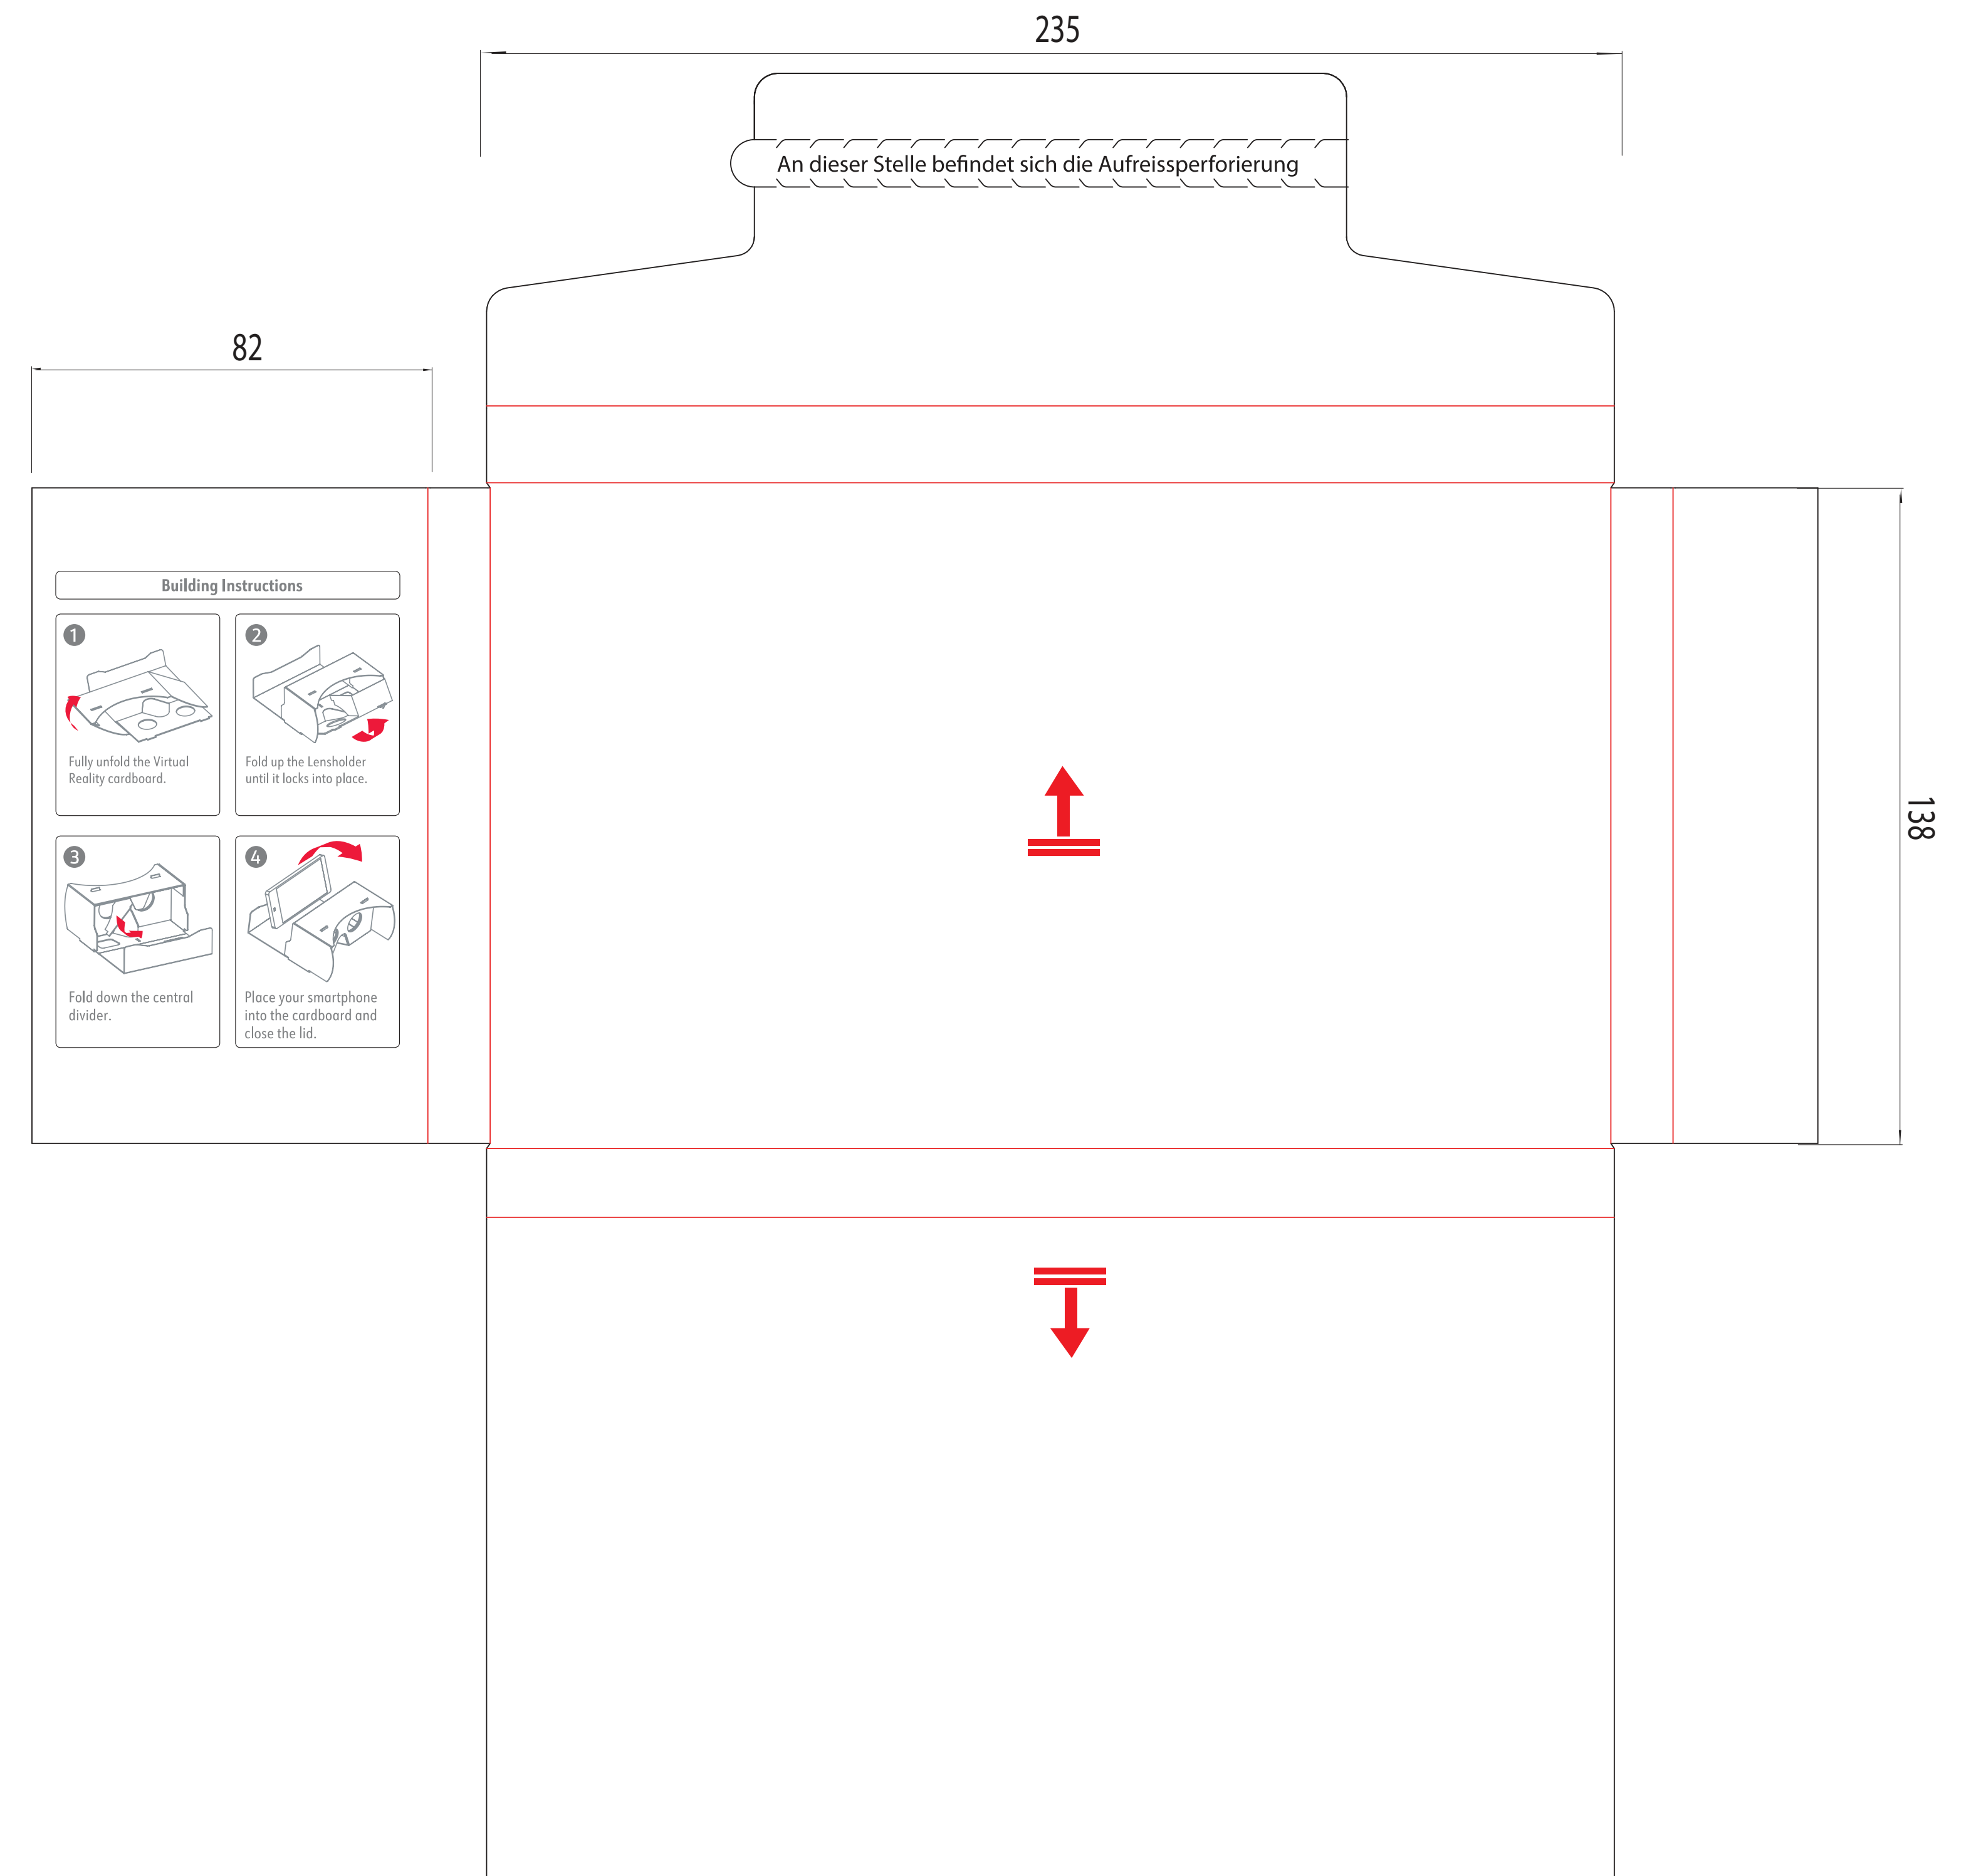 235
An dieser Stelle befindet sich die Aufreissperforierung
82
Building Instructions
1
Fully unfold the Virtual
Reality cardboard.
2
Fold up the Lensholder
until it locks into place.
3
Fold down the central
divider.
4
Place your smartphone
into the cardboard and
close the lid.
138